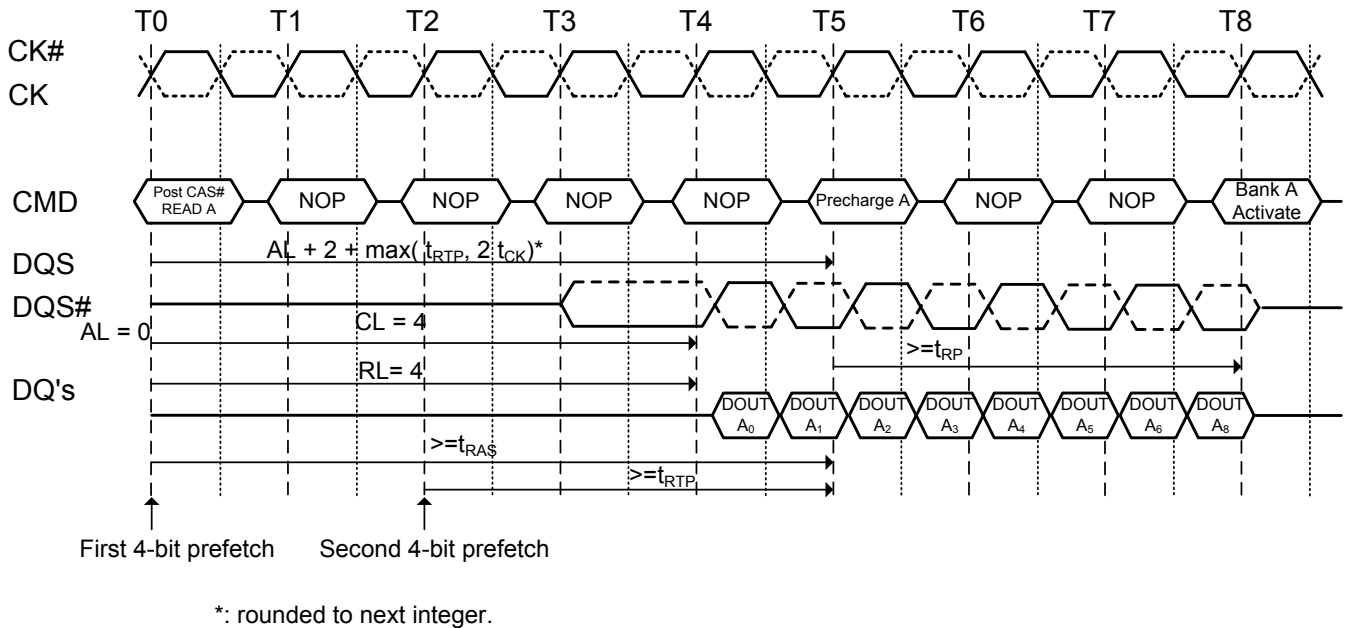 T0 T1 T2 T3 T4 T5 T6 T7 T8
CK#
CK
CMD
Post CAS#
READ A
NOP NOP NOP NOP Precharge A NOP NOP
Bank A
Activate
AL + 2 + max( tRTP, 2 tCK)*
DQS
DQS#
AL = 0
CL = 4
>=tRP
RL= 4
DQ's
DOUT DOUT DOUT DOUT DOUT DOUT DOUT DOUT
A0 A1 A2 A3 A4 A5 A6 A8
>=tRAS
>=tRTP
First 4-bit prefetch Second 4-bit prefetch
*: rounded to next integer.